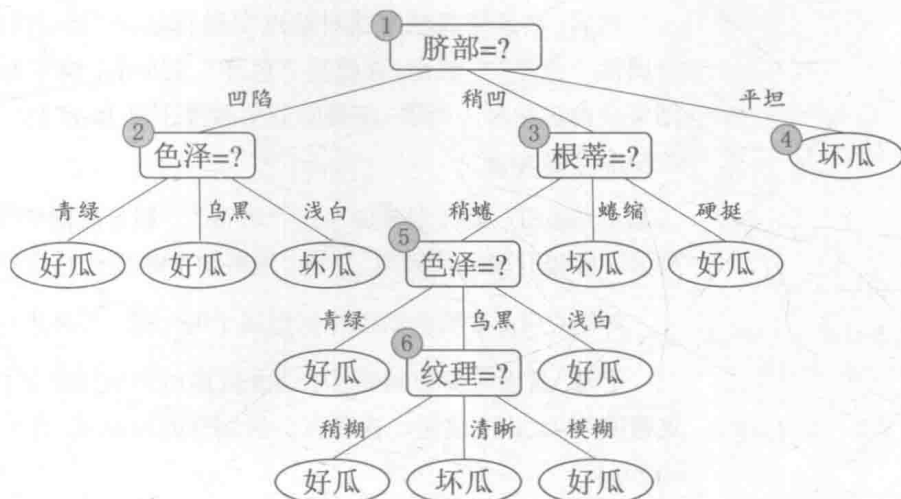 ① 脐部=?
凹陷 稍凹 平坦
② 色泽=? ③ 根蒂=? ④ 坏瓜
青绿 乌黑 浅白 稍蜷 蜷缩 硬挺
好瓜 好瓜 坏瓜 ⑤ 色泽=? 坏瓜 好瓜
青绿 乌黑 浅白
好瓜 ⑥ 纹理=? 好瓜
稍糊 清晰 模糊
好瓜 坏瓜 好瓜